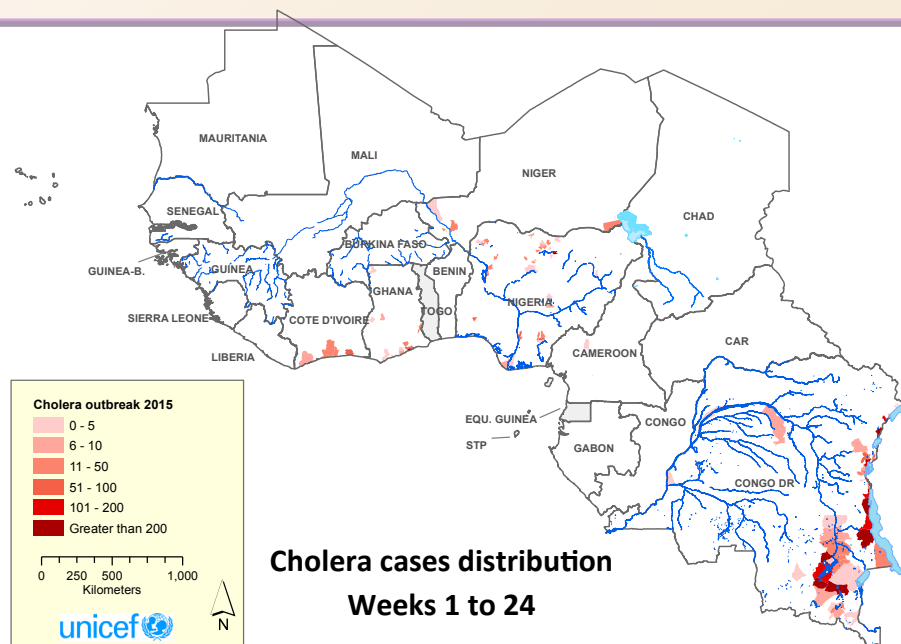 MAURITANIA
MALI
NIGER
CHAD
SENEGAL
BURKINA FASO
GUINEA-B.
GUINEA
BENIN
GHANA
NIGERIA
TOGO
SIERRA LEONE
COTE D'IVOIRE
LIBERIA
CAMEROON
CAR
EQU. GUINEA
CONGO
STP
GABON
CONGO DR
Cholera outbreak 2015
0 - 5
6 - 10
11 - 50
51 - 100
101 - 200
Greater than 200
0 250 500 1,000
Kilometers
N
unicef
Cholera cases distribution
Weeks 1 to 24